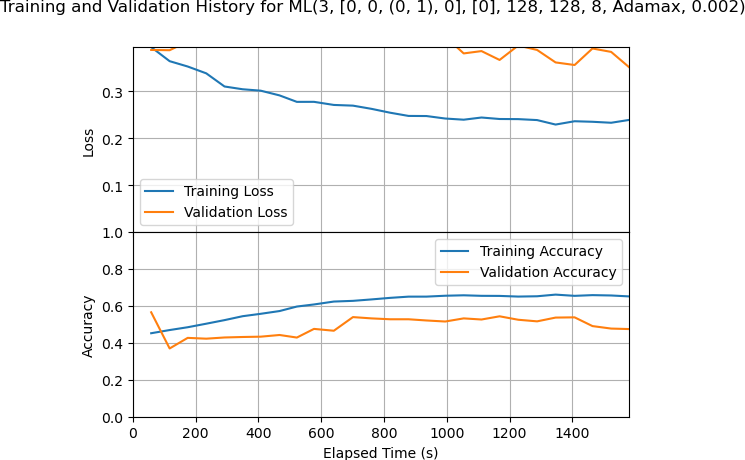 Training and Validation History for ML(3, [0, 0, (0, 1), 0], [0], 128, 128, 8, Adamax, 0.002)
0.3
0.2
0.1
Loss
Training Loss
Validation Loss
1.0
0.8
0.6
0.4
0.2
0.0
Accuracy
Training Accuracy
Validation Accuracy
0 200 400 600 800 1000 1200 1400
Elapsed Time (s)